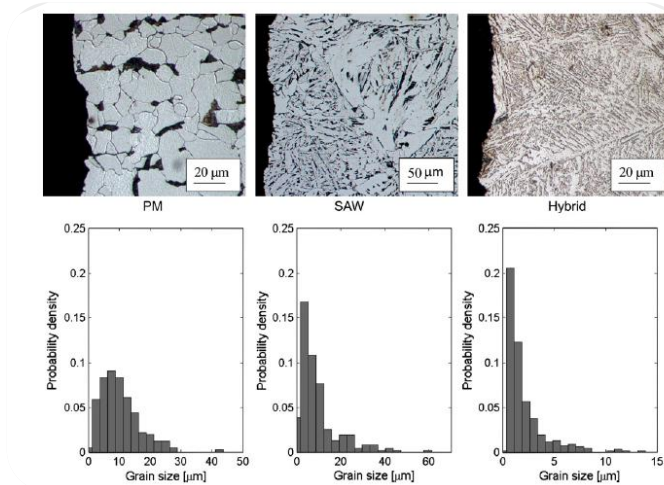 20 μm
50 μm
20 μm
PM
SAW
Hybrid
0.25
0.2
0.15
0.1
0.05
0
Probability density
0 10 20 30 40 50
Grain size [μm]
0.25
0.2
0.15
0.1
0.05
0
Probability density
0 20 40 60
Grain size [μm]
0.25
0.2
0.15
0.1
0.05
0
Probability density
0 5 10 15
Grain size [μm]